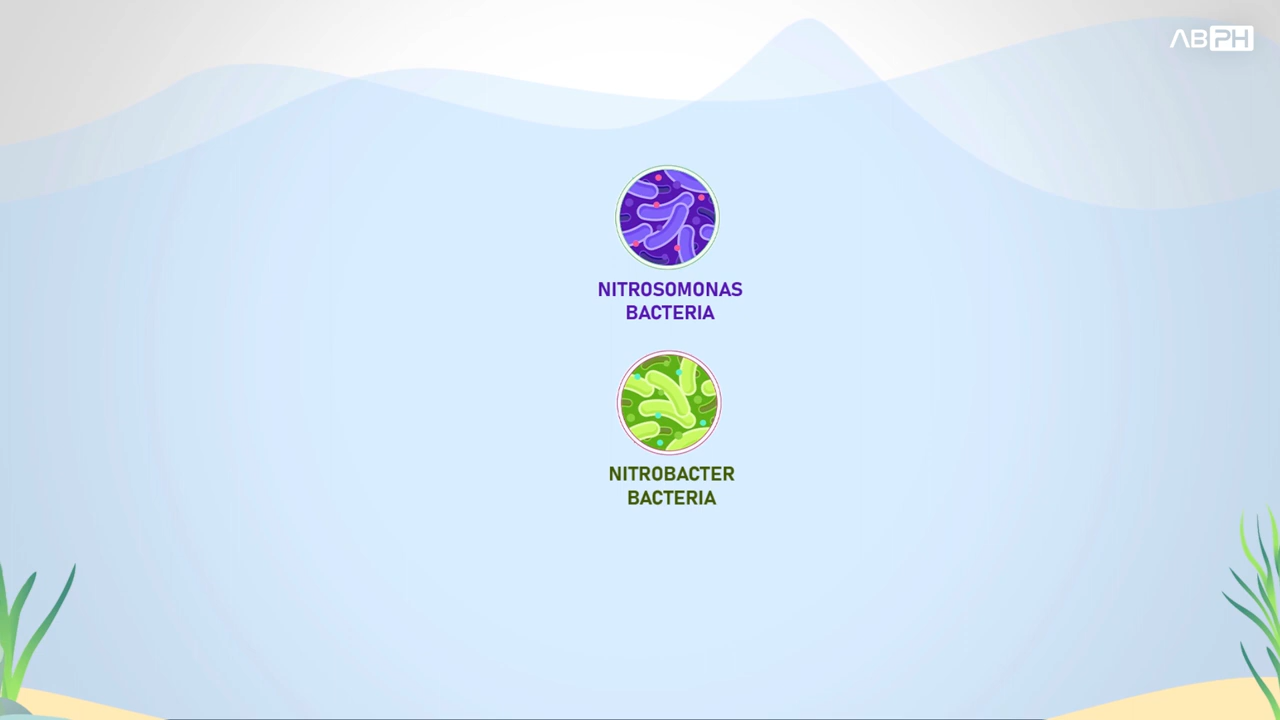 ABPH
NITROSOMONAS
BACTERIA
NITROBACTER
BACTERIA